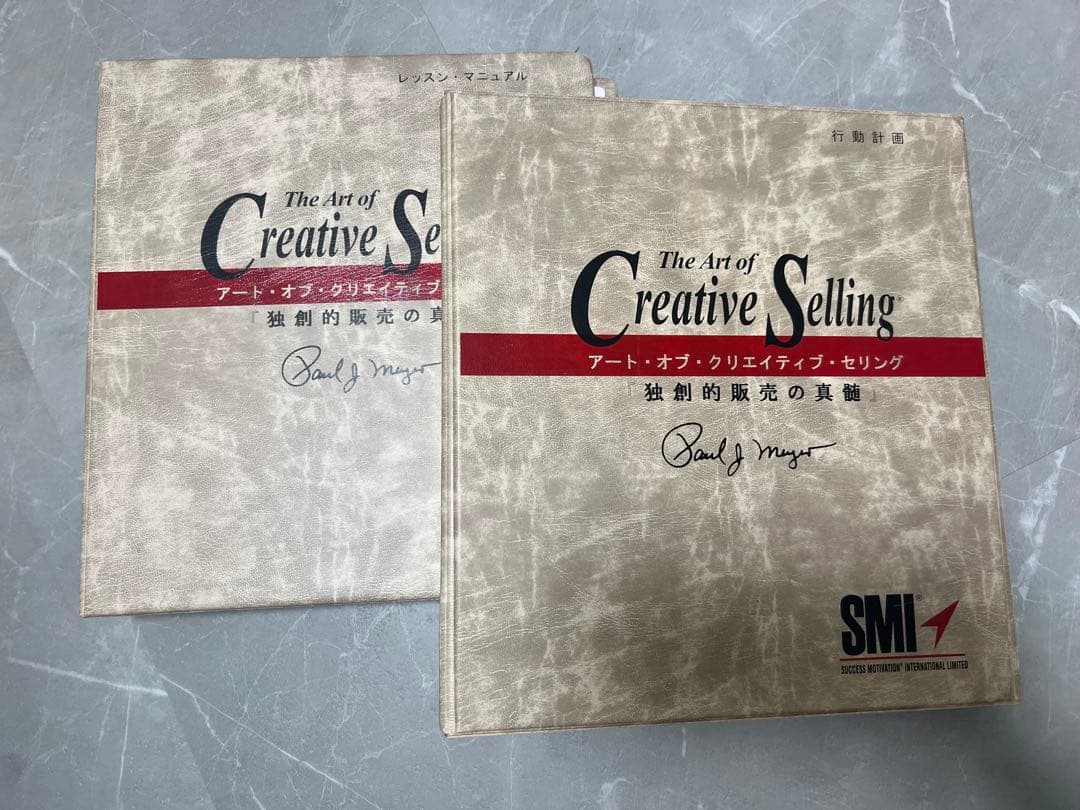 レッスン・マニュアル
The Art of
Creative Se
アート・オブ・クリエイティブ
『独創的販売の真
Paul J Meyer
行動計画
The Art of
Creative Selling®
アート・オブ・クリエイティブ・セリング
『独創的販売の真髄』
Paul J Meyer
SMI®
SUCCESS MOTIVATION® INTERNATIONAL LIMITED